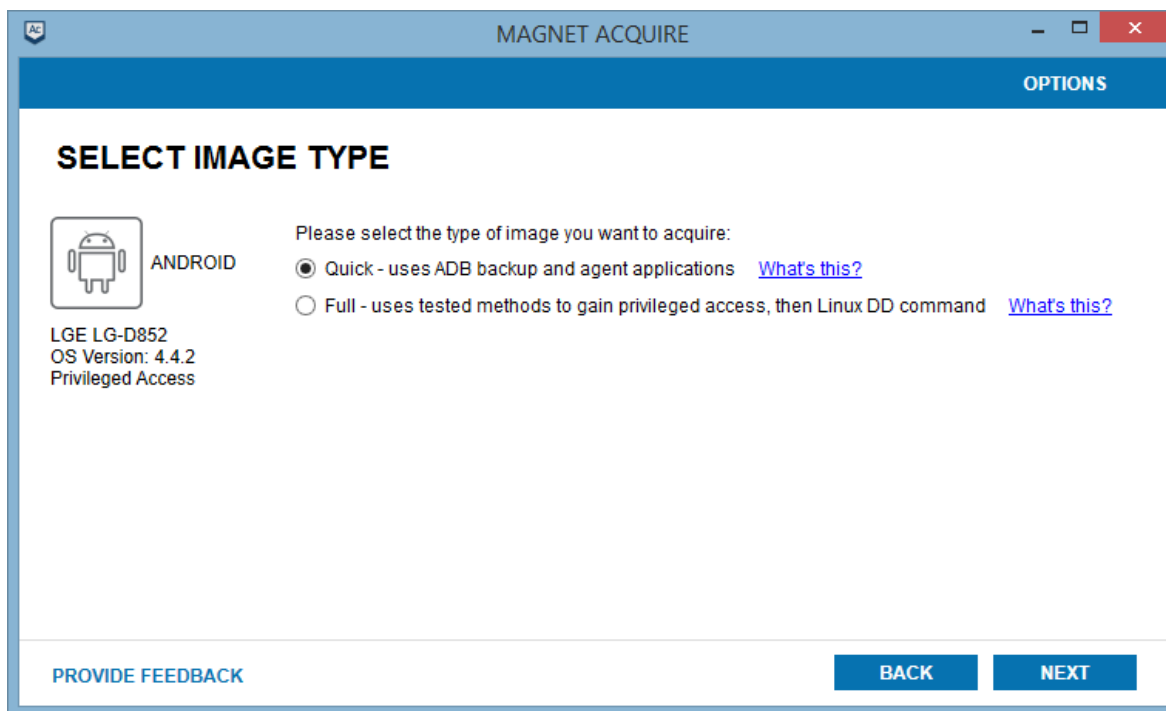 Ac
MAGNET ACQUIRE
OPTIONS
SELECT IMAGE TYPE
ANDROID
LGE LG-D852
OS Version: 4.4.2
Privileged Access
Please select the type of image you want to acquire:
Quick - uses ADB backup and agent applications What's this?
Full - uses tested methods to gain privileged access, then Linux DD command What's this?
PROVIDE FEEDBACK
BACK
NEXT